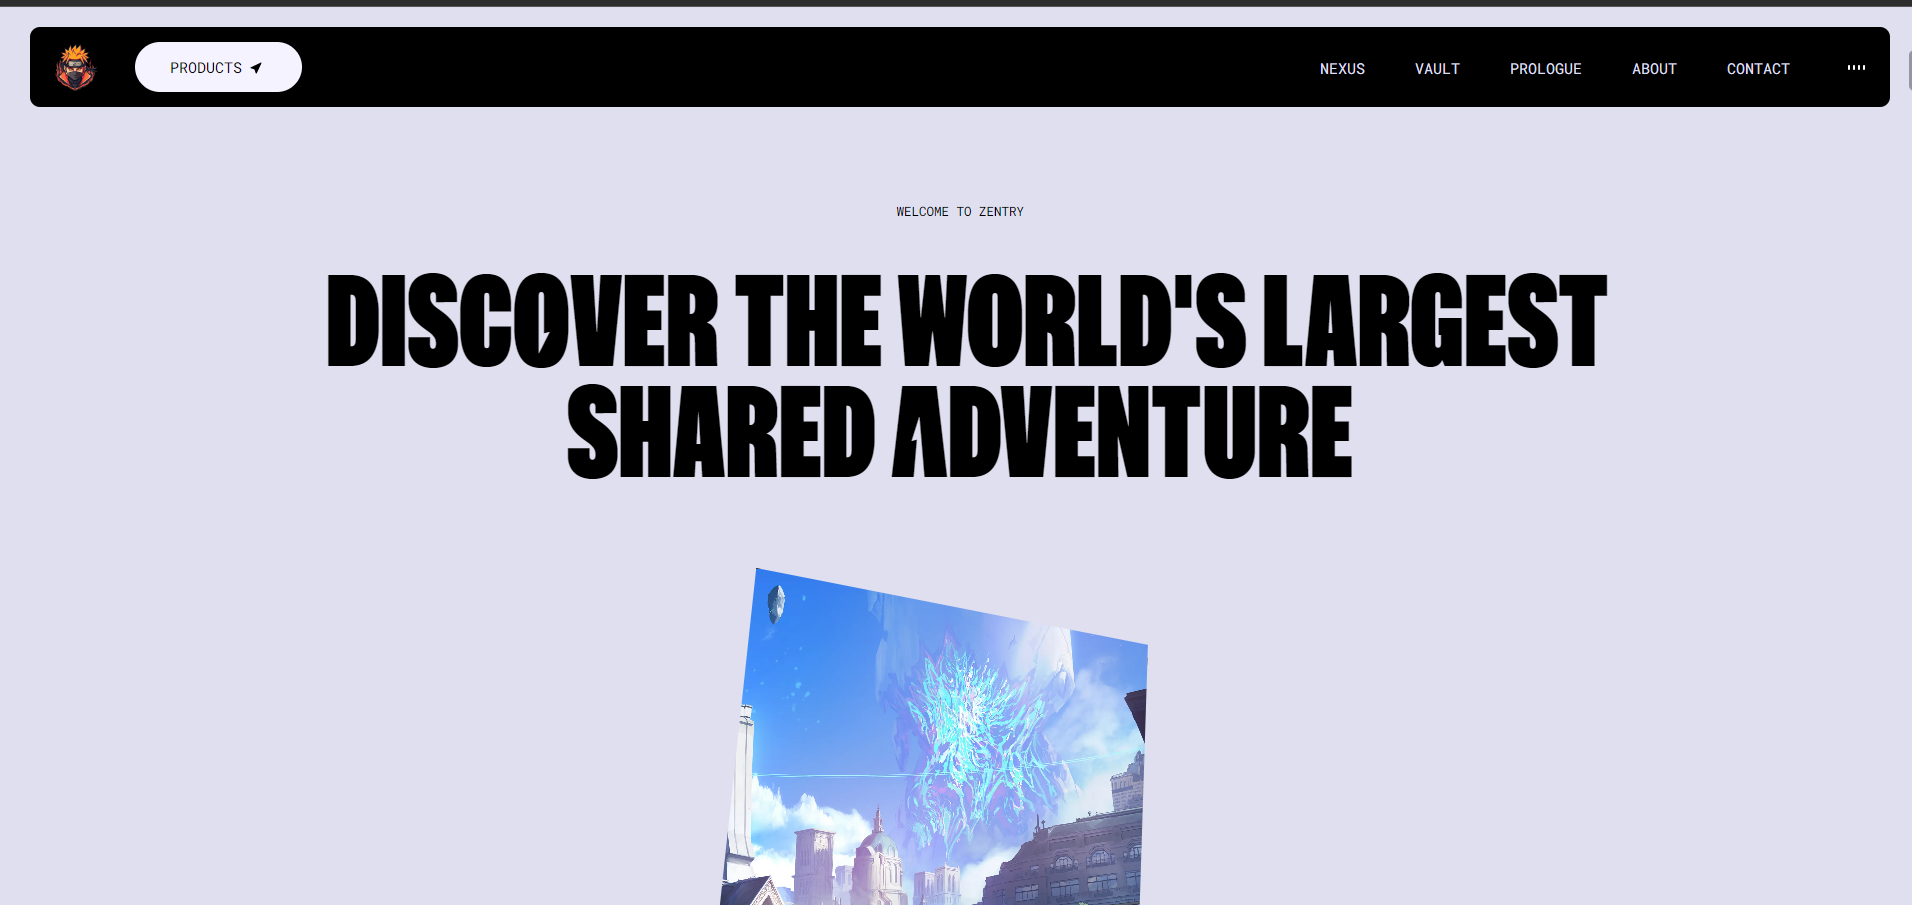 PRODUCTS
NEXUS
VAULT
PROLOGUE
ABOUT
CONTACT
WELCOME TO ZENTRY
DISCOVER THE WORLD'S LARGEST
SHARED ADVENTURE